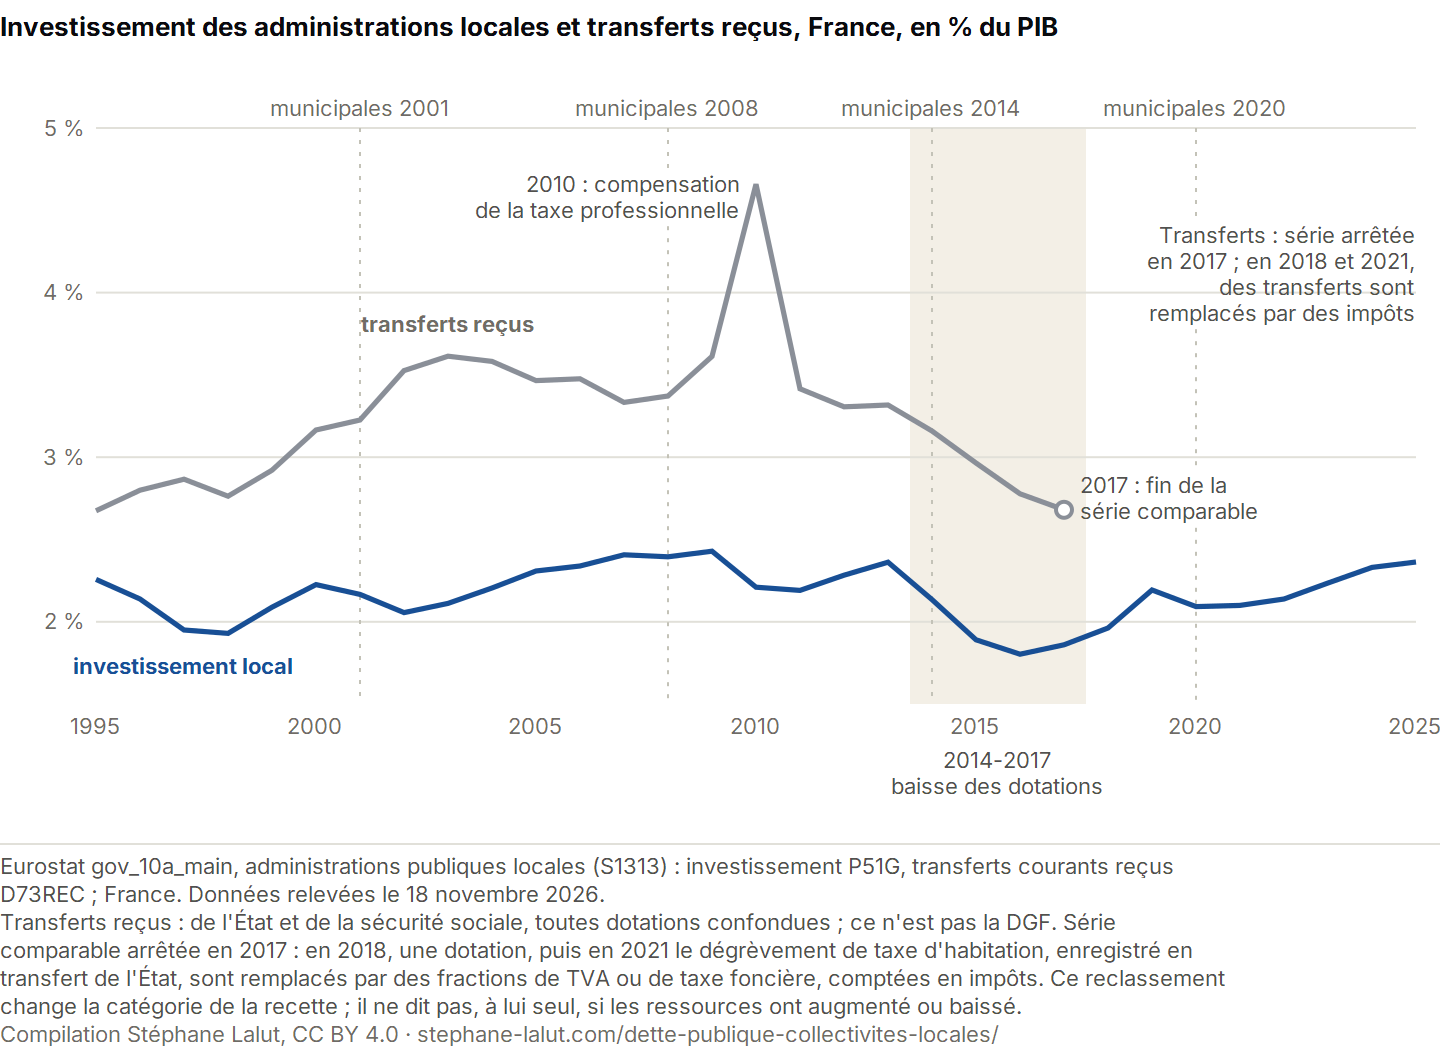 Investissement des administrations locales et transferts reçus, France, en % du PIB
municipales 2001
municipales 2008
municipales 2014
municipales 2020
5 %
2010 : compensation
de la taxe professionnelle
Transferts : série arrêtée
en 2017 ; en 2018 et 2021,
des transferts sont
remplacés par des impôts
4 %
transferts reçus
3 %
2017 : fin de la
série comparable
2 %
investissement local
1995
2000
2005
2010
2015
2020
2025
2014-2017
baisse des dotations
Eurostat gov_10a_main, administrations publiques locales (S1313) : investissement P51G, transferts courants reçus
D73REC ; France. Données relevées le 18 novembre 2026.
Transferts reçus : de l'État et de la sécurité sociale, toutes dotations confondues ; ce n'est pas la DGF. Série
comparable arrêtée en 2017 : en 2018, une dotation, puis en 2021 le dégrèvement de taxe d'habitation, enregistré en
transfert de l'État, sont remplacés par des fractions de TVA ou de taxe foncière, comptées en impôts. Ce reclassement
change la catégorie de la recette ; il ne dit pas, à lui seul, si les ressources ont augmenté ou baissé.
Compilation Stéphane Lalut, CC BY 4.0 · stephane-lalut.com/dette-publique-collectivites-locales/